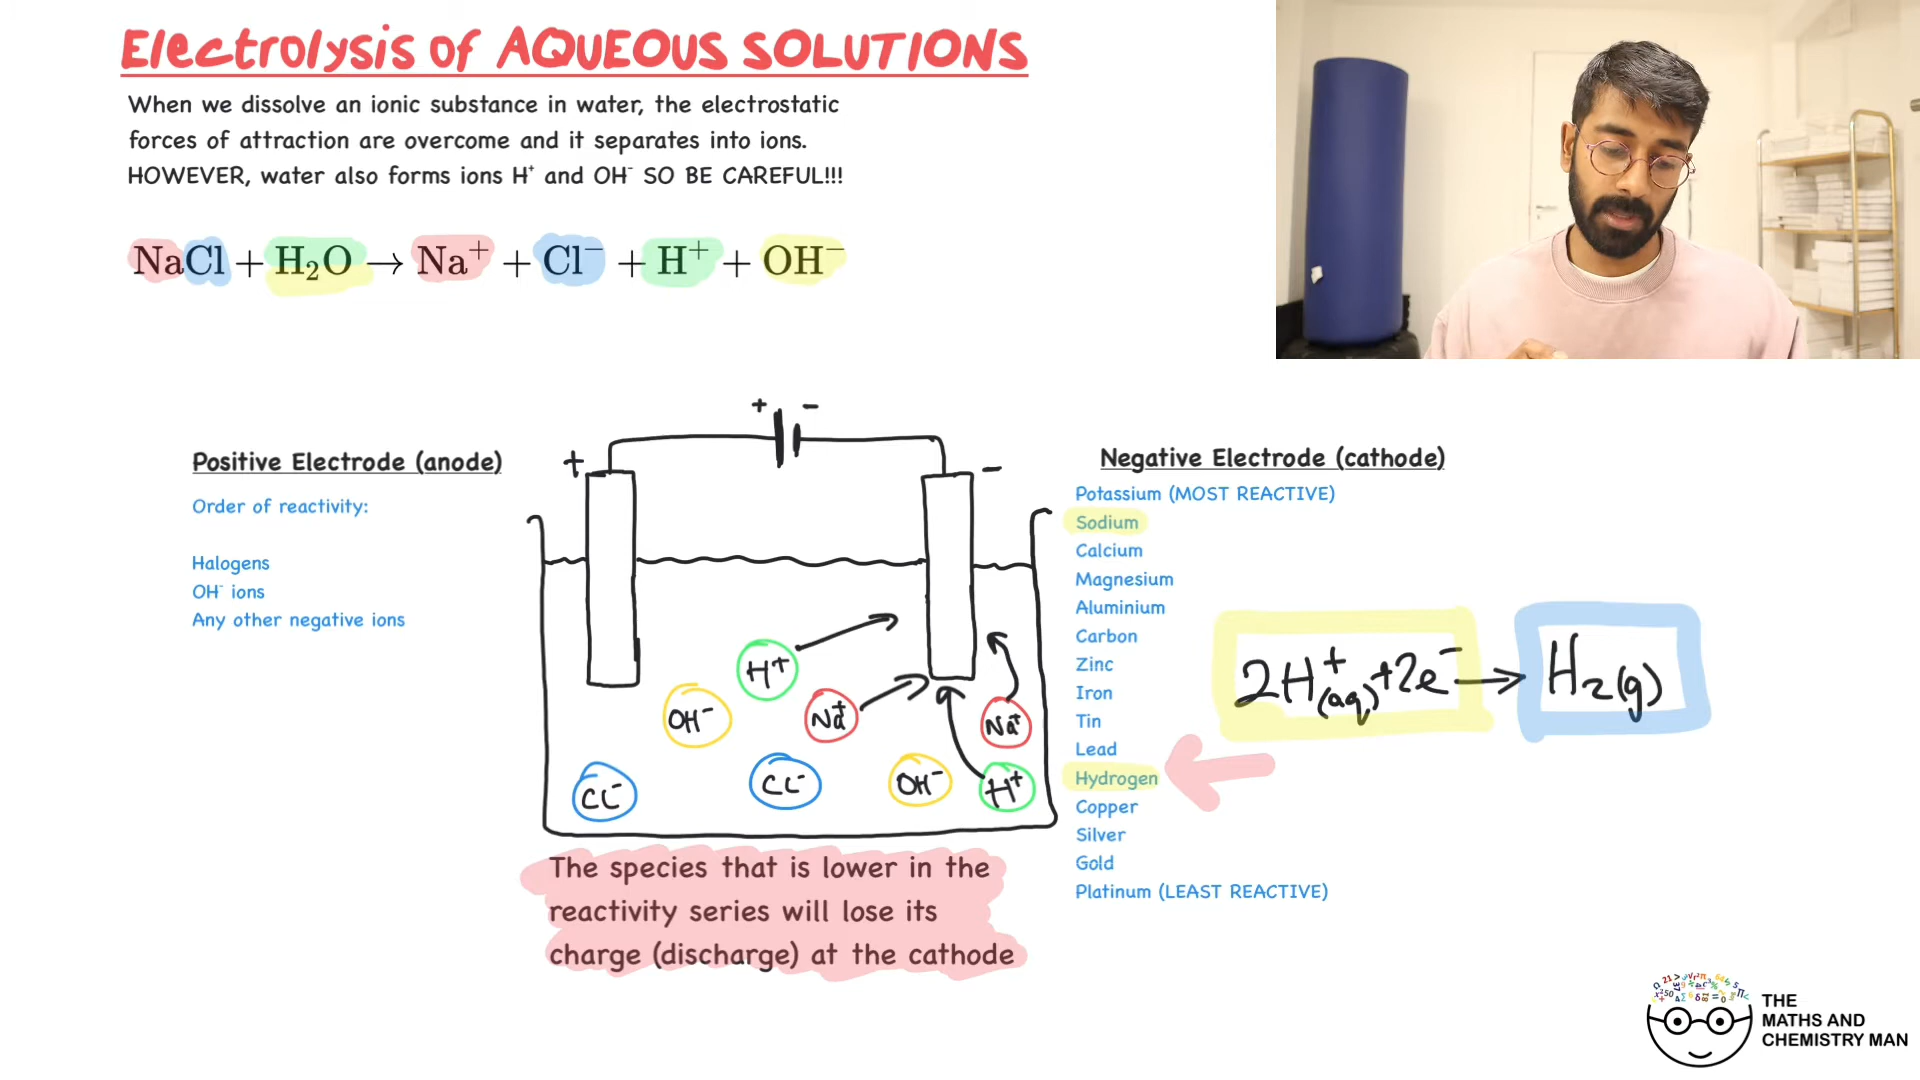 Electrolysis of AQUEOUS SOLUTIONS
When we dissolve an ionic substance in water, the electrostatic
forces of attraction are overcome and it separates into ions.
HOWEVER, water also forms ions H⁺ and OH⁻ SO BE CAREFUL!!!
NaCl + H₂O → Na⁺ + Cl⁻ + H⁺ + OH⁻
Positive Electrode (anode)
Order of reactivity:
Halogens
OH⁻ ions
Any other negative ions
+ −
+
−
H⁺
OH⁻
Na⁺
Na⁺
Cl⁻
Cl⁻
OH⁻
H⁺
The species that is lower in the
reactivity series will lose its
charge (discharge) at the cathode
Negative Electrode (cathode)
Potassium (MOST REACTIVE)
Sodium
Calcium
Magnesium
Aluminium
Carbon
Zinc
Iron
Tin
Lead
Hydrogen
Copper
Silver
Gold
Platinum (LEAST REACTIVE)
2H⁺(aq) + 2e⁻ → H₂(g)
THE
MATHS AND
CHEMISTRY MAN